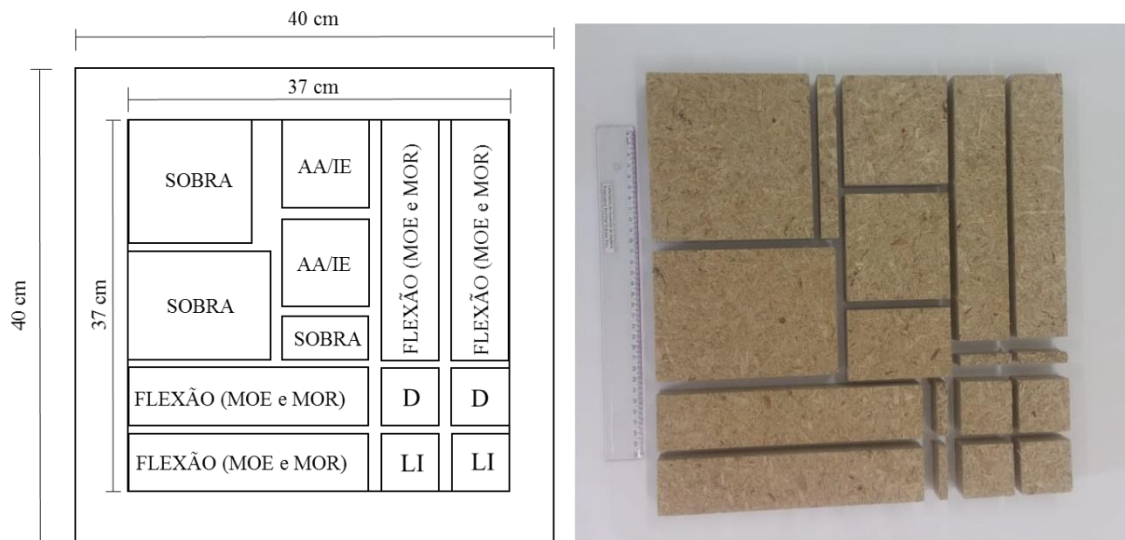 40 cm
37 cm
40 cm
37 cm
SOBRA
AA/IE
FLEXÃO (MOE e MOR)
FLEXÃO (MOE e MOR)
AA/IE
SOBRA
SOBRA
FLEXÃO (MOE e MOR)
D
D
FLEXÃO (MOE e MOR)
LI
LI